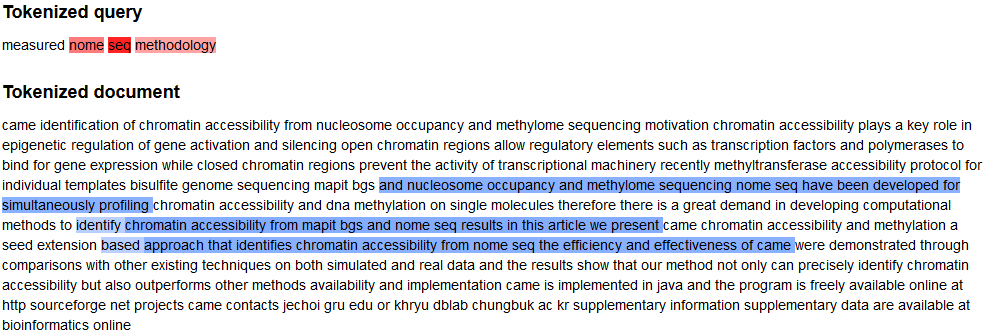 Tokenized query
measured nome seq methodology
Tokenized document
came identification of chromatin accessibility from nucleosome occupancy and methylome sequencing motivation chromatin accessibility plays a key role in
epigenetic regulation of gene activation and silencing open chromatin regions allow regulatory elements such as transcription factors and polymerases to
bind for gene expression while closed chromatin regions prevent the activity of transcriptional machinery recently methyltransferase accessibility protocol for
individual templates bisulfite genome sequencing mapit bgs and nucleosome occupancy and methylome sequencing nome seq have been developed for
simultaneously profiling chromatin accessibility and dna methylation on single molecules therefore there is a great demand in developing computational
methods to identify chromatin accessibility from mapit bgs and nome seq results in this article we present came chromatin accessibility and methylation a
seed extension based approach that identifies chromatin accessibility from nome seq the efficiency and effectiveness of came were demonstrated through
comparisons with other existing techniques on both simulated and real data and the results show that our method not only can precisely identify chromatin
accessibility but also outperforms other methods availability and implementation came is implemented in java and the program is freely available online at
http sourceforge net projects came contacts jechoi gru edu or khryu dblab chungbuk ac kr supplementary information supplementary data are available at
bioinformatics online